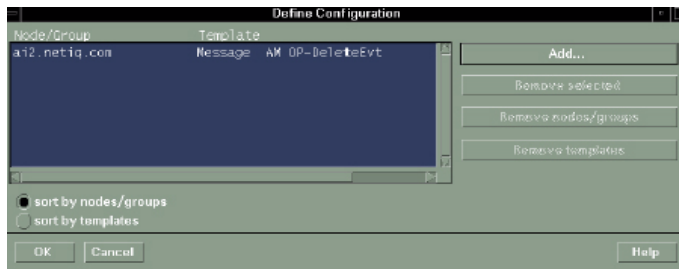 Define Configuration
Node/Group Template
ai2.netiq.com Message AM OP-DeleteEvt
Add...
Remove selected
Remove nodes/groups
Remove templates
sort by nodes/groups
sort by templates
OK Cancel Help